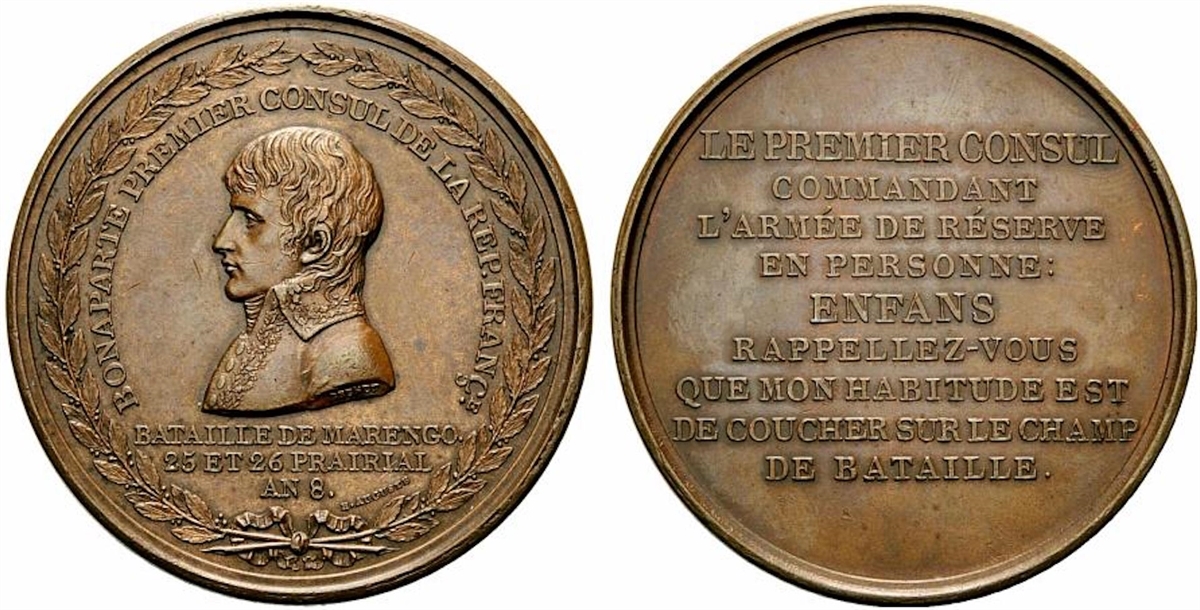 BONAPARTE PREMIER CONSUL DE LA REP. FRANÇ.ᴱ
BATAILLE DE MARENGO.
25 ET 26 PRAIRIAL
AN 8.
H. AUGUSTE
LE PREMIER CONSUL
COMMANDANT
L'ARMÉE DE RÉSERVE
EN PERSONNE:
ENFANS
RAPPELLEZ-VOUS
QUE MON HABITUDE EST
DE COUCHER SUR LE CHAMP
DE BATAILLE.